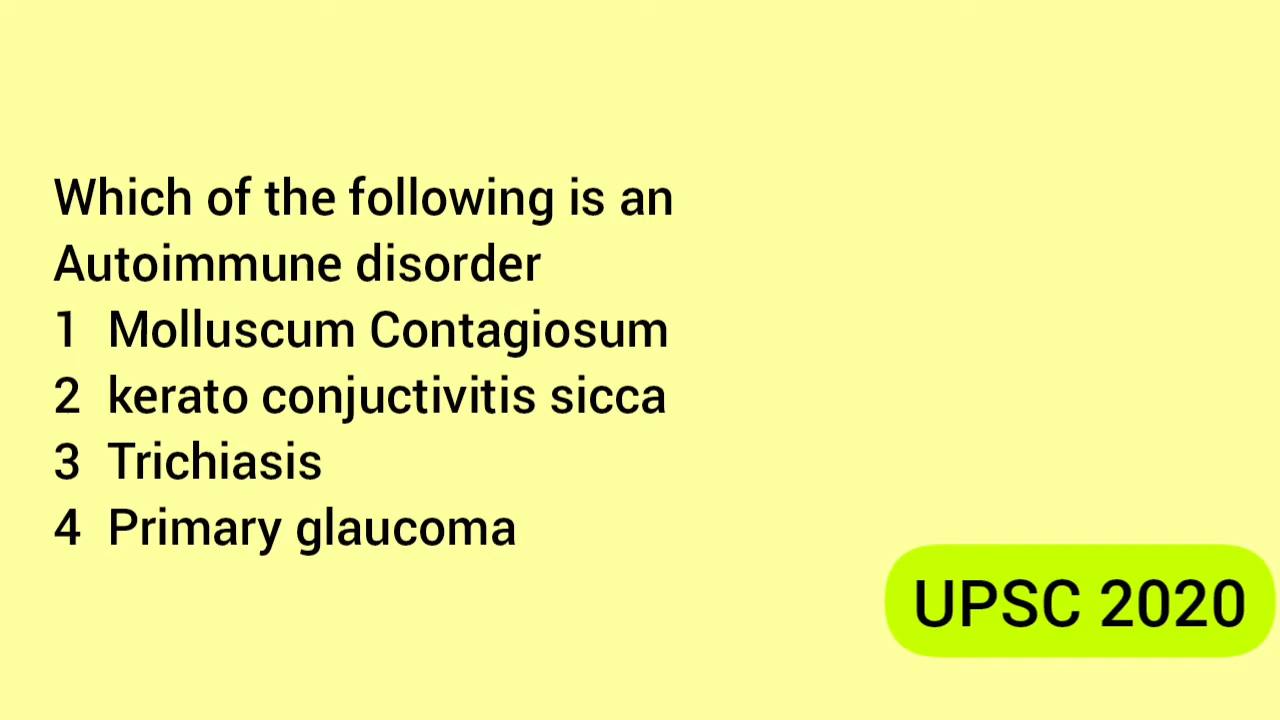 Which of the following is an
Autoimmune disorder
1 Molluscum Contagiosum
2 kerato conjuctivitis sicca
3 Trichiasis
4 Primary glaucoma
UPSC 2020